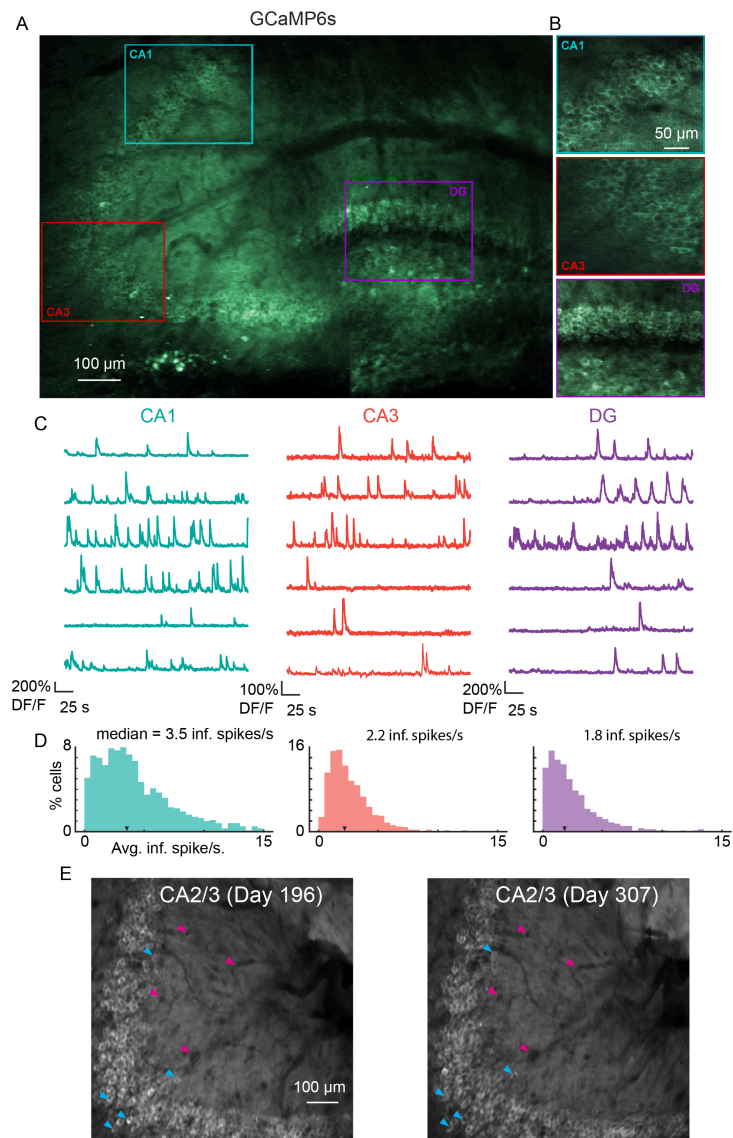 GCaMP6s
A
B
CA1
CA3
DG
100 µm
CA1
50 µm
CA3
DG
C
CA1
CA3
DG
200%
DF/F
25 s
100%
DF/F
25 s
200%
DF/F
25 s
D
median = 3.5 inf. spikes/s
2.2 inf. spikes/s
1.8 inf. spikes/s
8
% cells
0
0
15
Avg. inf. spike/s.
16
0
0
15
0
15
E
CA2/3 (Day 196)
CA2/3 (Day 307)
100 µm